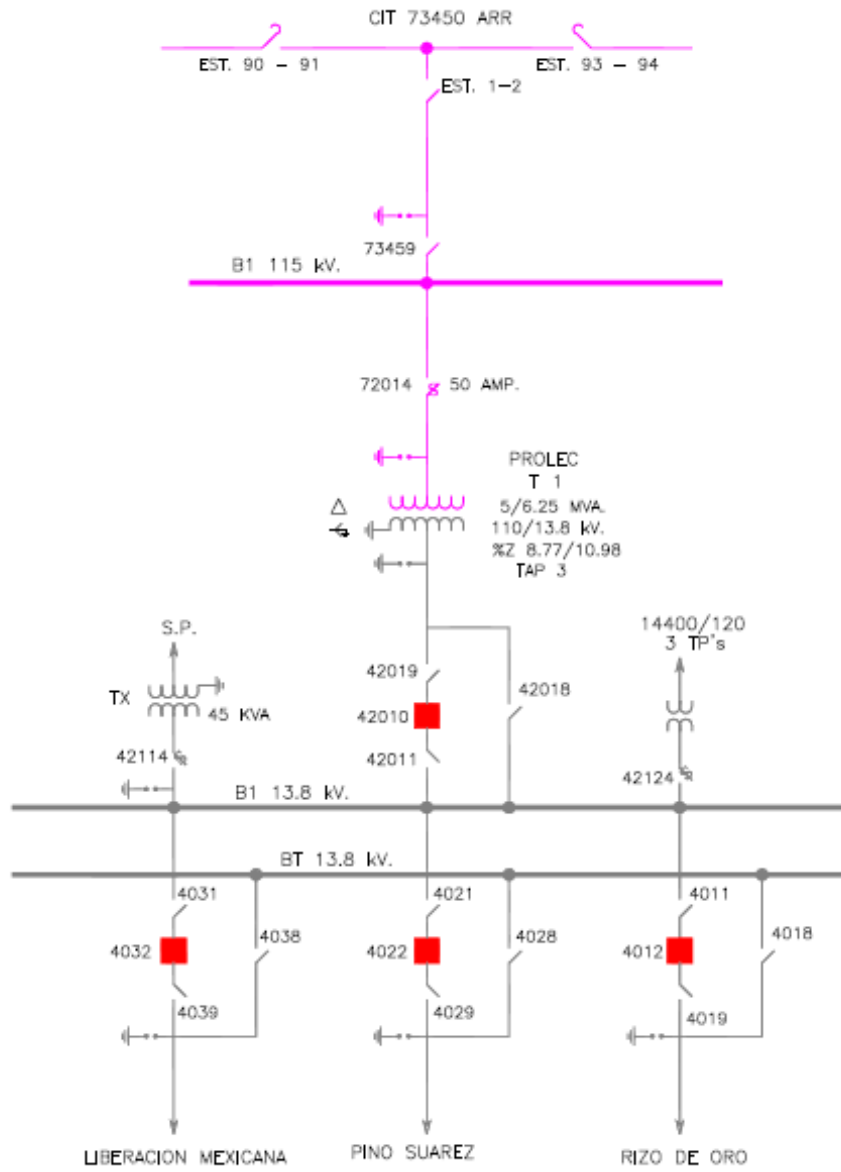 CIT 73450 ARR
EST. 90 - 91
EST. 93 - 94
EST. 1-2
73459
B1 115 kV.
72014
50 AMP.
PROLEC
T 1
5/6.25 MVA.
110/13.8 kV.
%Z 8.77/10.98
TAP 3
S.P.
14400/120
3 TP's
TX
45 KVA
42019
42018
42010
42114
42011
42124
B1 13.8 kV.
BT 13.8 kV.
4031
4021
4011
4032
4038
4022
4028
4012
4018
4039
4029
4019
LIBERACION MEXICANA
PINO SUAREZ
RIZO DE ORO